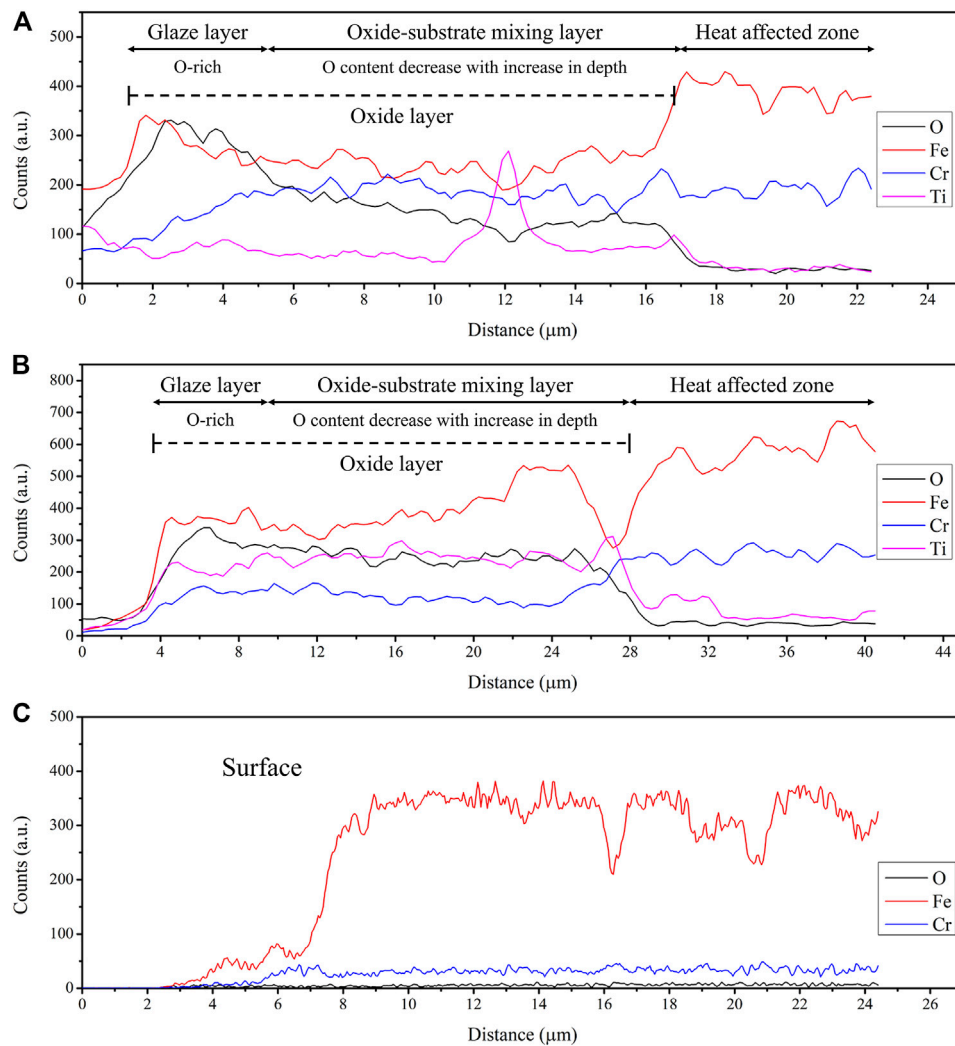 A
Glaze layer Oxide-substrate mixing layer Heat affected zone
O-rich O content decrease with increase in depth
Oxide layer
Counts (a.u.)
500
400
300
200
100
0
0 2 4 6 8 10 12 14 16 18 20 22 24
Distance (μm)
O
Fe
Cr
Ti
B
Glaze layer Oxide-substrate mixing layer Heat affected zone
O-rich O content decrease with increase in depth
Oxide layer
Counts (a.u.)
850
800
700
600
500
400
300
200
100
0
0 4 8 12 16 20 24 28 32 36 40 44
Distance (μm)
O
Fe
Cr
Ti
C
Surface
Counts (a.u.)
500
400
300
200
100
0
0 2 4 6 8 10 12 14 16 18 20 22 24 26
Distance (μm)
O
Fe
Cr